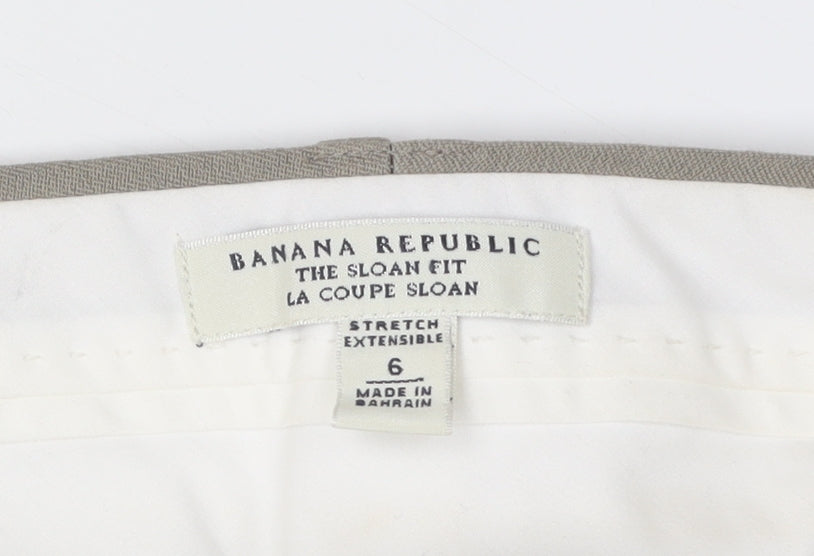 BANANA REPUBLIC
THE SLOAN FIT
LA COUPE SLOAN
STRETCH
EXTENSIBLE
6
MADE IN
BAHRAIN